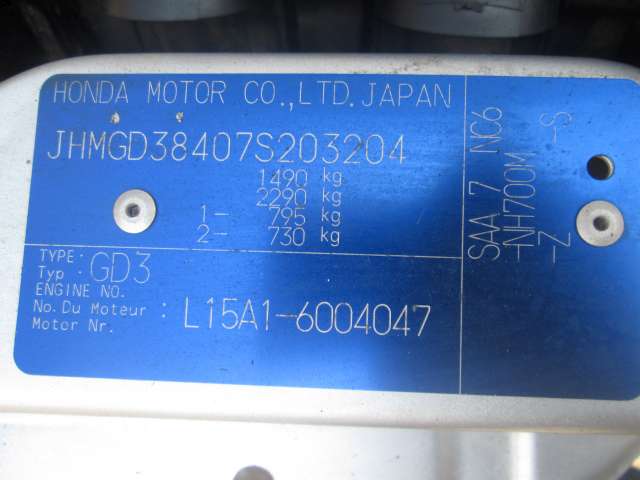 HONDA MOTOR CO.,LTD.JAPAN
JHMGD38407S203204
1490 kg
2290 kg
1- 795 kg
2- 730 kg
TYPE:
Typ : GD3
ENGINE NO.
No.Du Moteur : L15A1-6004047
Motor Nr.
SAA 7 NC6
-NH700M -S
-Z